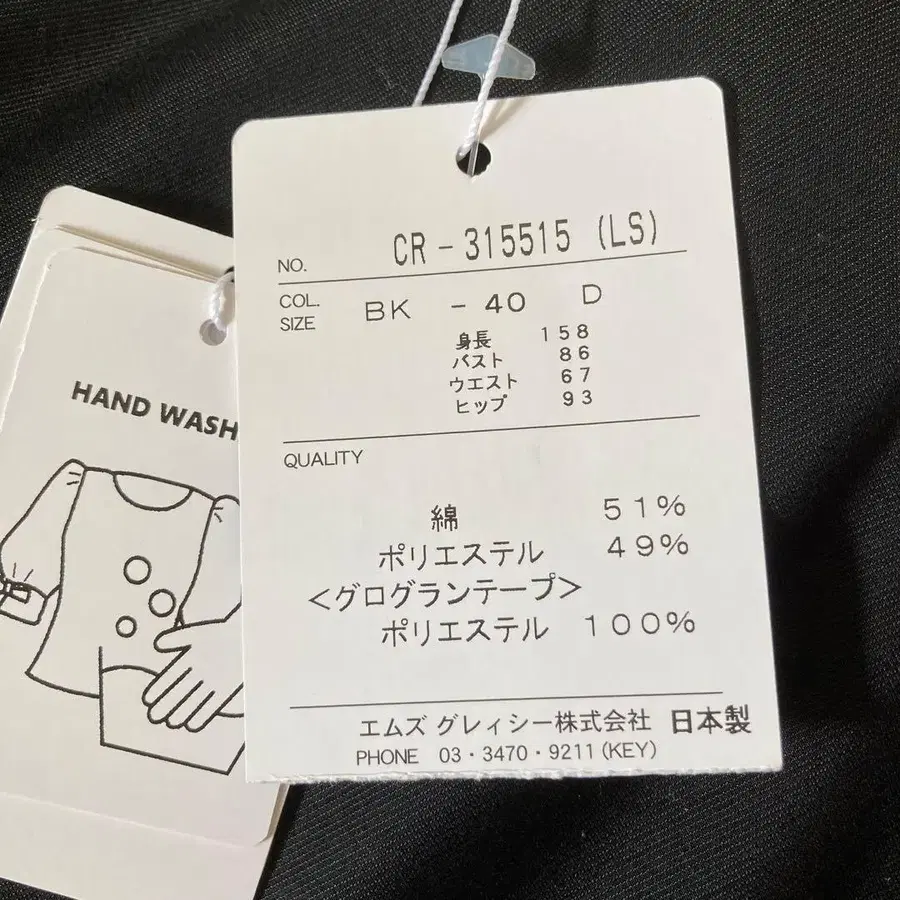 HAND WASH
NO. CR-315515 (LS)
COL.
SIZE BK - 40 D
身長 158
バスト 86
ウエスト 67
ヒップ 93
QUALITY
綿 51%
ポリエステル 49%
<グログランテープ>
ポリエステル 100%
エムズ グレィシー株式会社 日本製
PHONE 03・3470・9211(KEY)